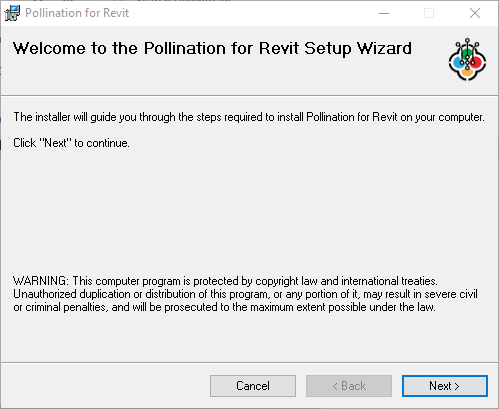 Pollination for Revit
Welcome to the Pollination for Revit Setup Wizard
The installer will guide you through the steps required to install Pollination for Revit on your computer.
Click "Next" to continue.
WARNING: This computer program is protected by copyright law and international treaties.
Unauthorized duplication or distribution of this program, or any portion of it, may result in severe civil
or criminal penalties, and will be prosecuted to the maximum extent possible under the law.
Cancel
< Back
Next >